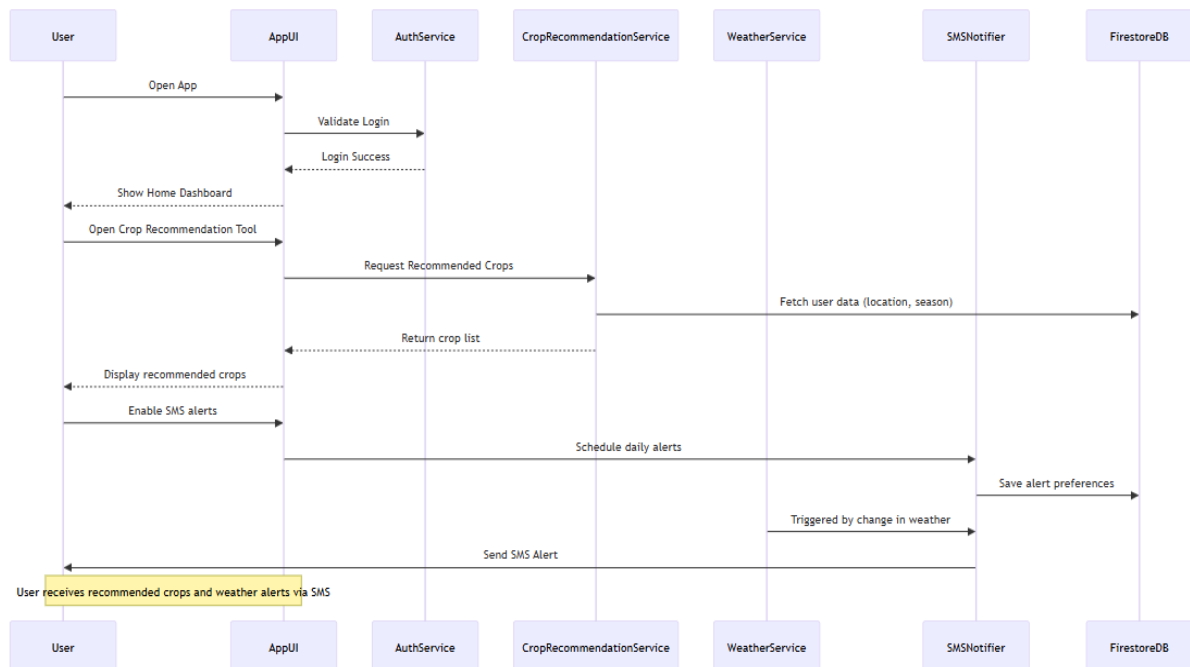 User
AppUI
AuthService
CropRecommendationService
WeatherService
SMSNotifier
FirestoreDB
Open App
Validate Login
Login Success
Show Home Dashboard
Open Crop Recommendation Tool
Request Recommended Crops
Fetch user data (location, season)
Return crop list
Display recommended crops
Enable SMS alerts
Schedule daily alerts
Save alert preferences
Triggered by change in weather
Send SMS Alert
User receives recommended crops and weather alerts via SMS
User
AppUI
AuthService
CropRecommendationService
WeatherService
SMSNotifier
FirestoreDB